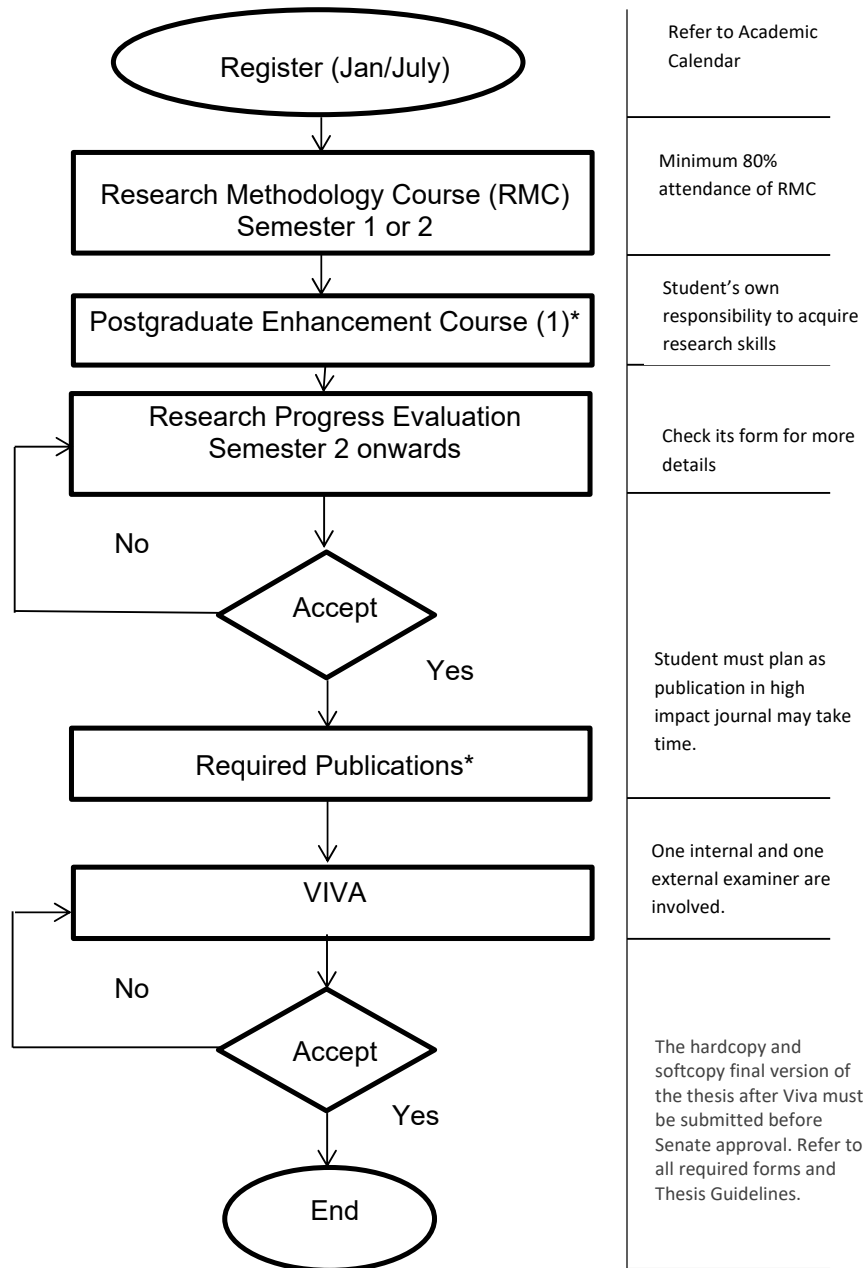 Register (Jan/July)
Refer to Academic
Calendar
Research Methodology Course (RMC)
Semester 1 or 2
Minimum 80%
attendance of RMC
Postgraduate Enhancement Course (1)*
Student’s own
responsibility to acquire
research skills
Research Progress Evaluation
Semester 2 onwards
Check its form for more
details
No
Accept
Yes
Student must plan as
publication in high
impact journal may take
time.
Required Publications*
VIVA
One internal and one
external examiner are
involved.
No
Accept
Yes
The hardcopy and
softcopy final version of
the thesis after Viva must
be submitted before
Senate approval. Refer to
all required forms and
Thesis Guidelines.
End